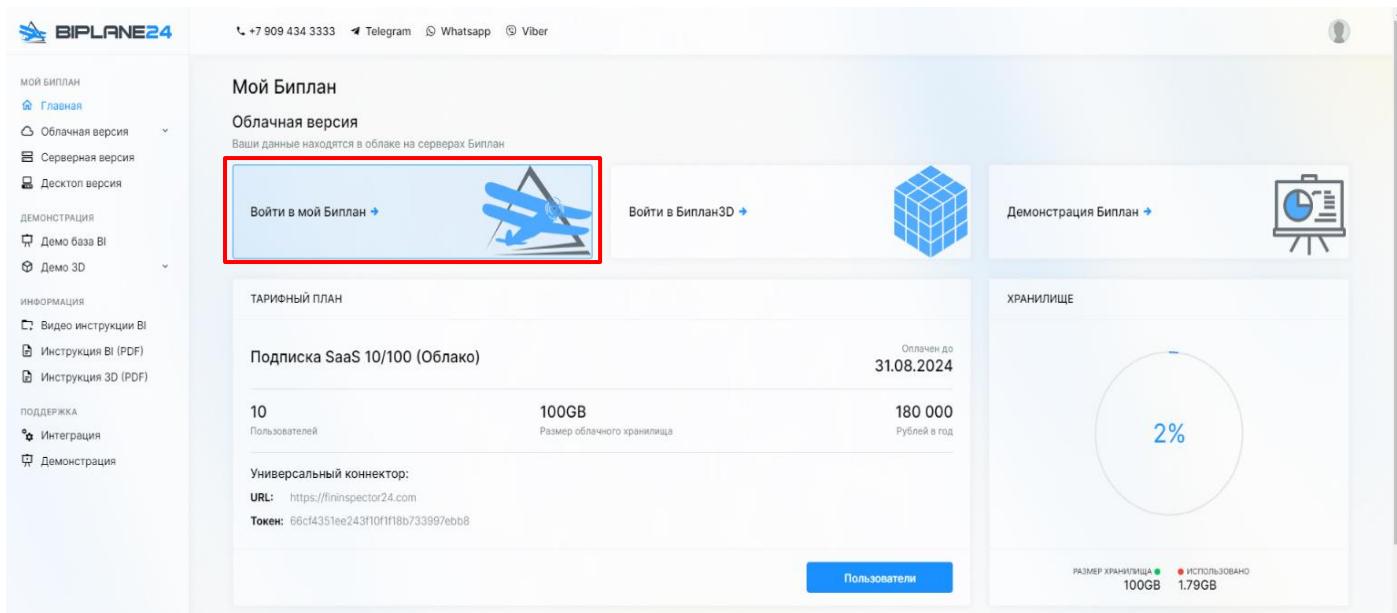 BIPLANE24
+7 909 434 3333 Telegram Whatsapp Viber
МОЙ БИПЛАН
Главная
Облачная версия
Серверная версия
Десктоп версия
ДЕМОНСТРАЦИЯ
Демо база BI
Демо 3D
ИНФОРМАЦИЯ
Видео инструкции BI
Инструкция BI (PDF)
Инструкция 3D (PDF)
ПОДДЕРЖКА
Интеграция
Демонстрация
Мой Биплан
Облачная версия
Ваши данные находятся в облаке на серверах Биплан
Войти в мой Биплан
Войти в Биплан3D
Демонстрация Биплан
ТАРИФНЫЙ ПЛАН
Подписка SaaS 10/100 (Облако)
Оплачен до
31.08.2024
10
Пользователей
100GB
Размер облачного хранилища
180 000
Рублей в год
Универсальный коннектор:
URL: https://fininspector24.com
Токен: 66cf4351ee243f10f1f18b733997ebb8
Пользователи
ХРАНИЛИЩЕ
2%
РАЗМЕР ХРАНИЛИЩА
100GB
ИСПОЛЬЗОВАНО
1.79GB